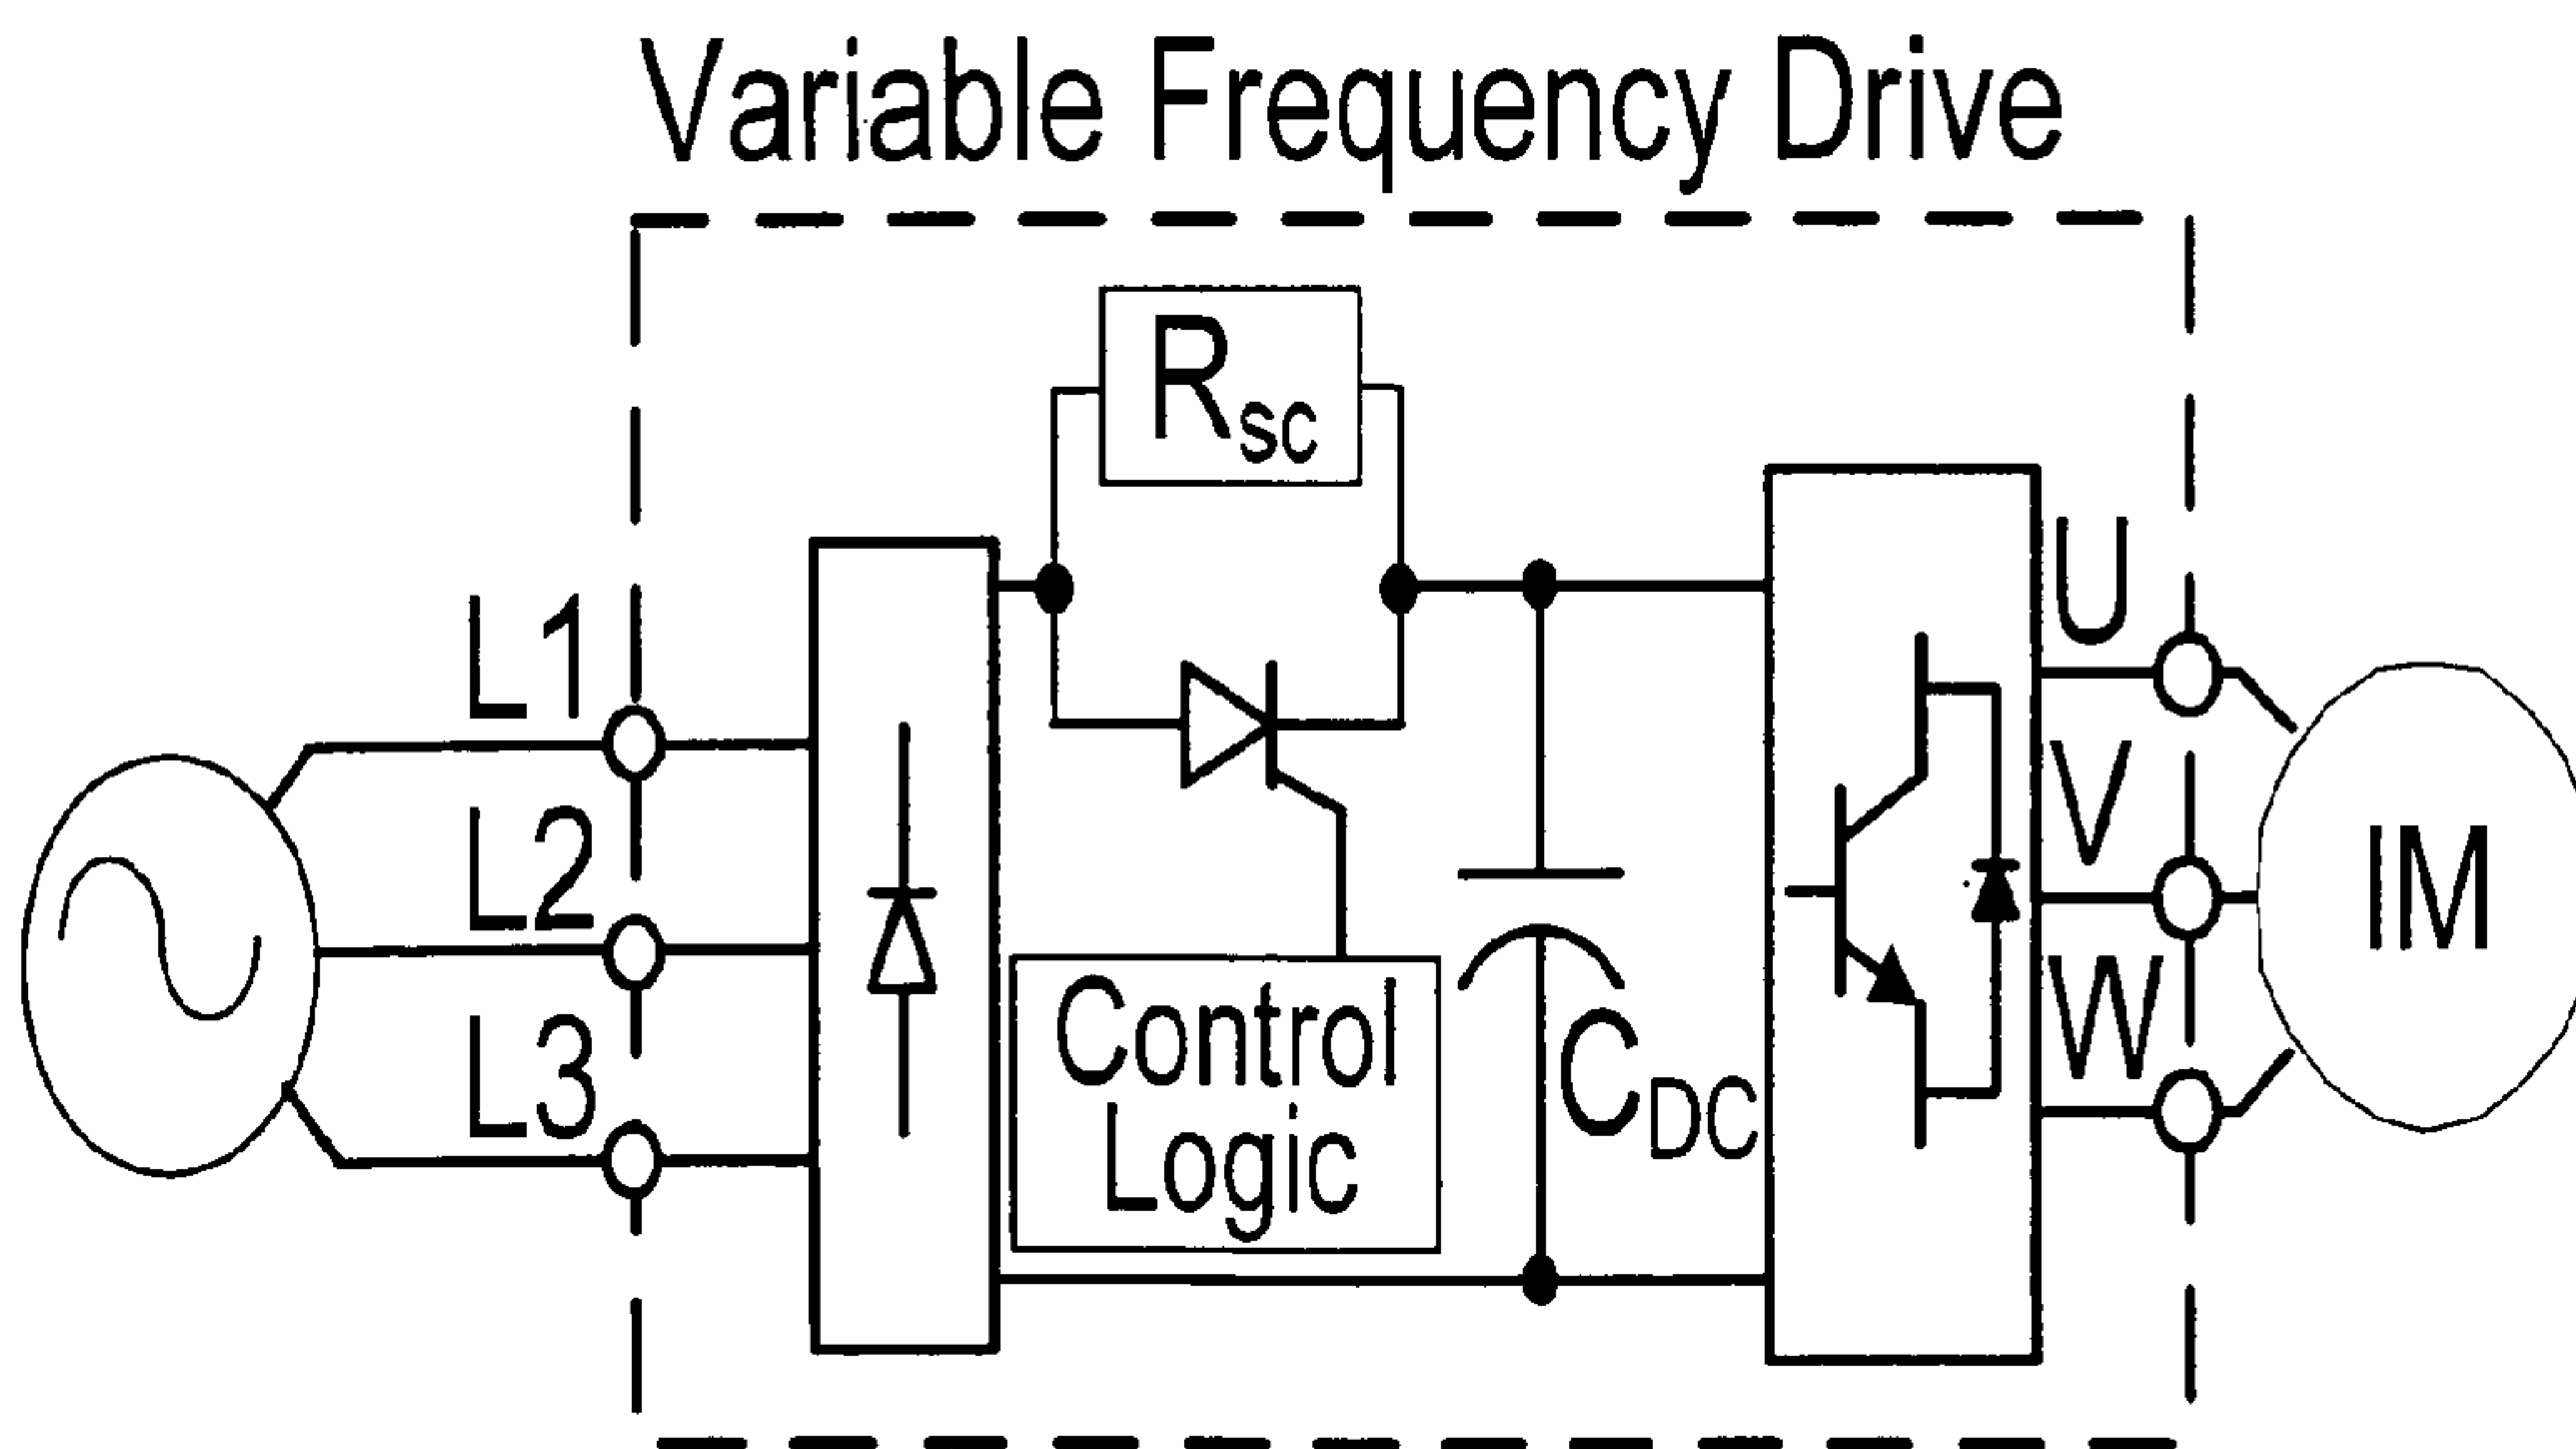 Variable Frequency Drive
Rsc
L1
L2
L3
Control
Logic
CDC
U
V
W
IM